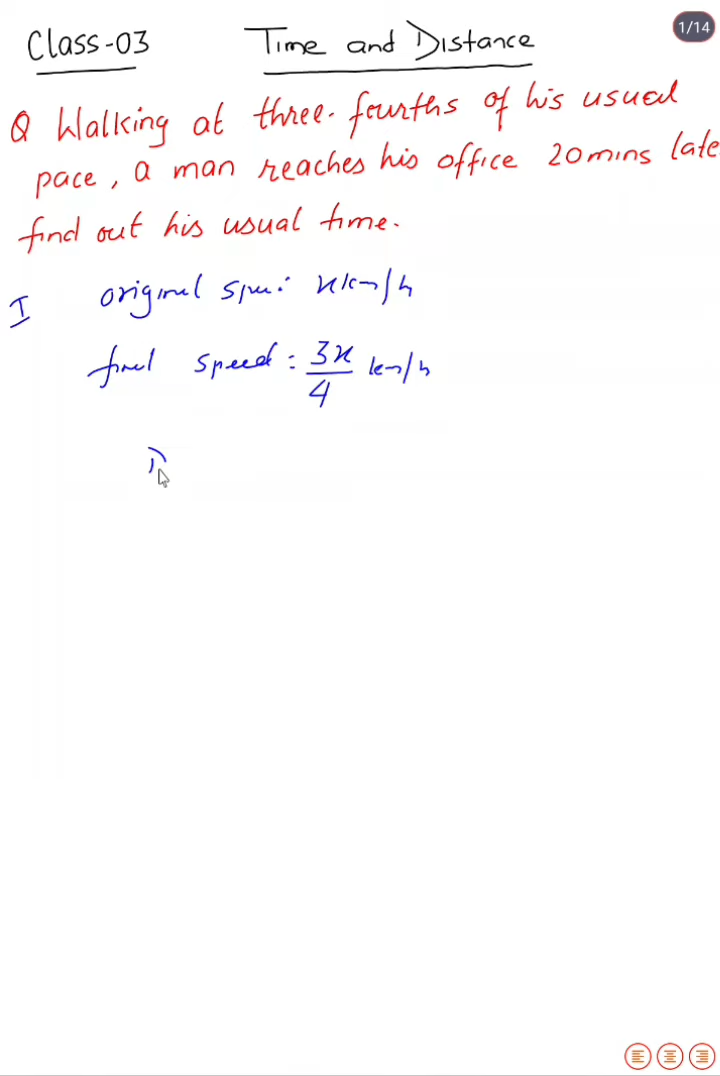 1/14
Class-03 Time and Distance
Q Walking at three-fourths of his usual
pace, a man reaches his office 20mins late
find out his usual time.
I original spee: xkm/h
final speed = 3x/4 km/h